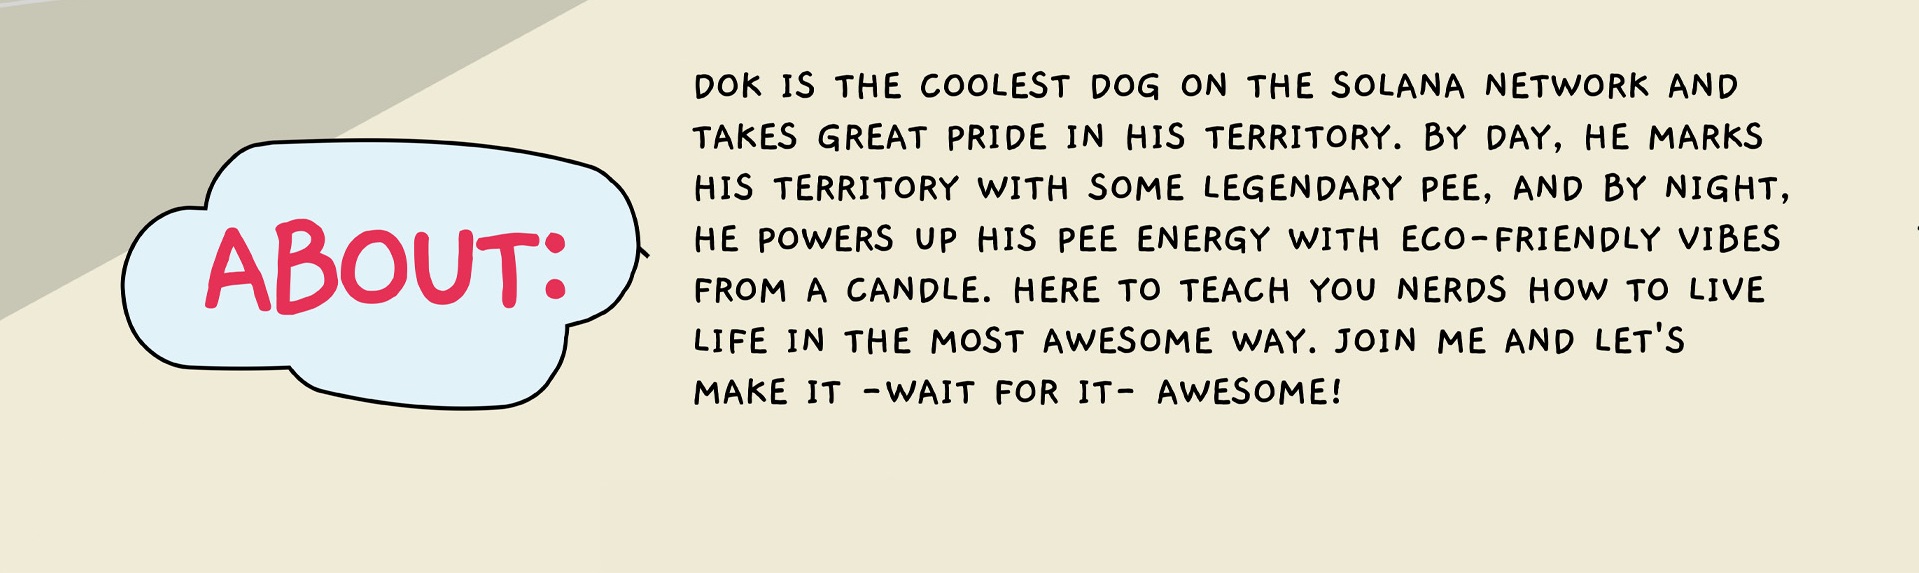 ABOUT:
DOK IS THE COOLEST DOG ON THE SOLANA NETWORK AND
TAKES GREAT PRIDE IN HIS TERRITORY. BY DAY, HE MARKS
HIS TERRITORY WITH SOME LEGENDARY PEE, AND BY NIGHT,
HE POWERS UP HIS PEE ENERGY WITH ECO-FRIENDLY VIBES
FROM A CANDLE. HERE TO TEACH YOU NERDS HOW TO LIVE
LIFE IN THE MOST AWESOME WAY. JOIN ME AND LET'S
MAKE IT -WAIT FOR IT- AWESOME!